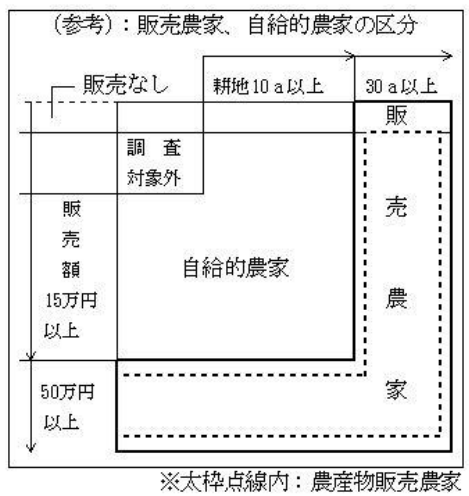 (参考)：販売農家、自給的農家の区分
販売なし
耕地10a以上
30a以上
調 査
対象外
販
売
額
15万円
以上
50万円
以上
自給的農家
販
売
農
家
※太枠点線内：農産物販売農家